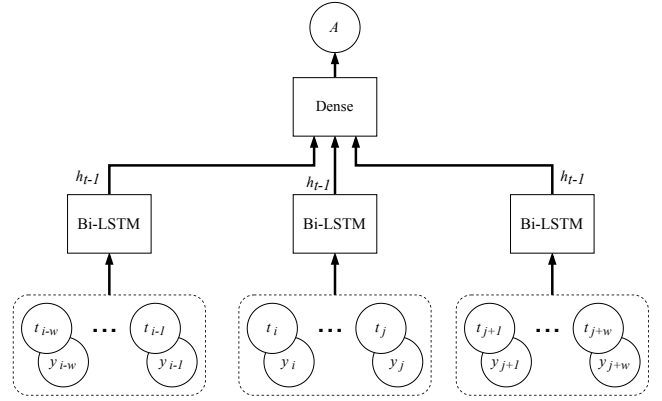 A
Dense
h_{t-1} h_{t-1} h_{t-1}
Bi-LSTM Bi-LSTM Bi-LSTM
t_{i-w} ... t_{i-1} t_i ... t_j t_{j+1} ... t_{j+w}
y_{i-w} y_{i-1} y_i y_j y_{j+1} y_{j+w}